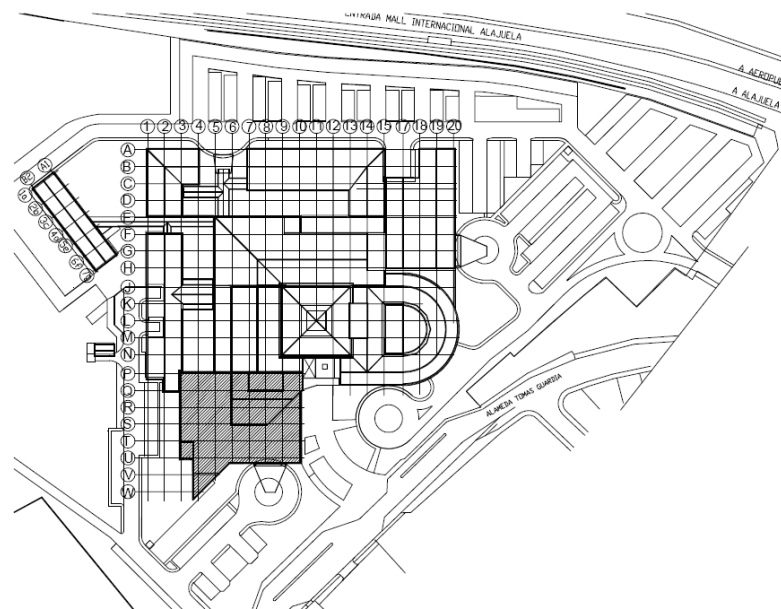 ENTRADA MALL INTERNACIONAL ALAJUELA
A AEROPUE
A ALAJUELA
1 2 3 4 5 6 7 8 9 10 11 12 13 14 15 17 18 19 20
A
B
C
D
E
F
G
H
J
K
L
M
N
P
Q
R
S
T
U
V
W
A1
ALAMEDA TOMAS GUARDIA